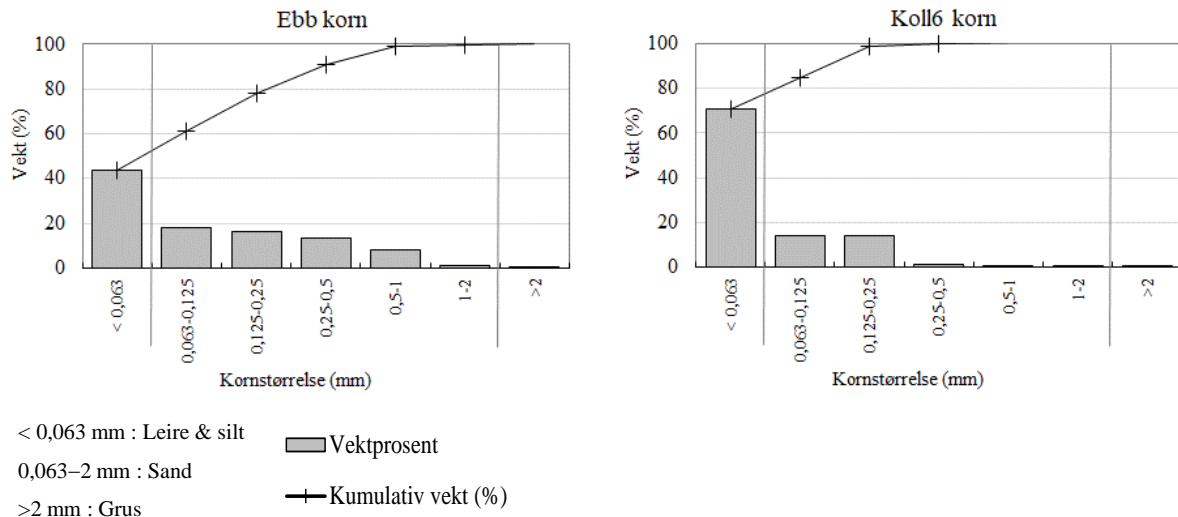 Ebb korn
100
80
60
40
20
0
Vekt (%)
< 0,063
0,063-0,125
0,125-0,25
0,25-0,5
0,5-1
1-2
>2
Kornstørrelse (mm)
Koll6 korn
100
80
60
40
20
0
Vekt (%)
< 0,063
0,063-0,125
0,125-0,25
0,25-0,5
0,5-1
1-2
>2
Kornstørrelse (mm)
< 0,063 mm : Leire & silt
0,063–2 mm : Sand
>2 mm : Grus
Vektprosent
Kumulativ vekt (%)